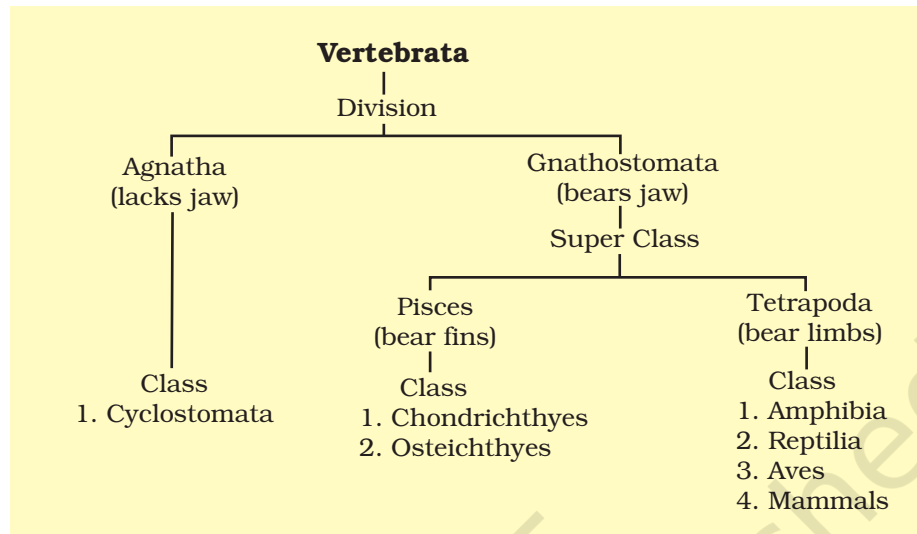 Vertebrata
Division
Agnatha
(lacks jaw)
Gnathostomata
(bears jaw)
Super Class
Pisces
(bear fins)
Tetrapoda
(bear limbs)
Class
1. Cyclostomata
Class
1. Chondrichthyes
2. Osteichthyes
Class
1. Amphibia
2. Reptilia
3. Aves
4. Mammals